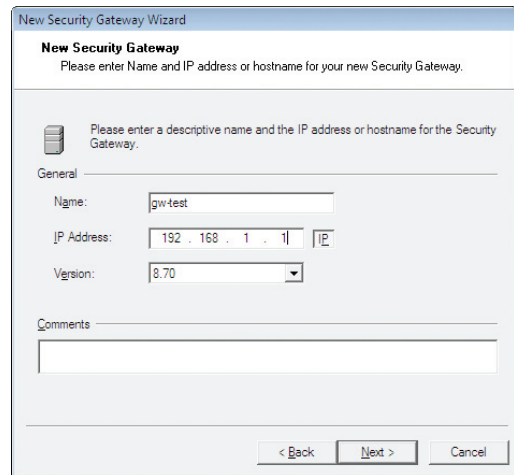 New Security Gateway Wizard
New Security Gateway
Please enter Name and IP address or hostname for your new Security Gateway.
Please enter a descriptive name and the IP address or hostname for the Security
Gateway.
General
Name: gw-test
IP Address: 192 . 168 . 1 . 1 IP
Version: 8.70
Comments
< Back Next > Cancel